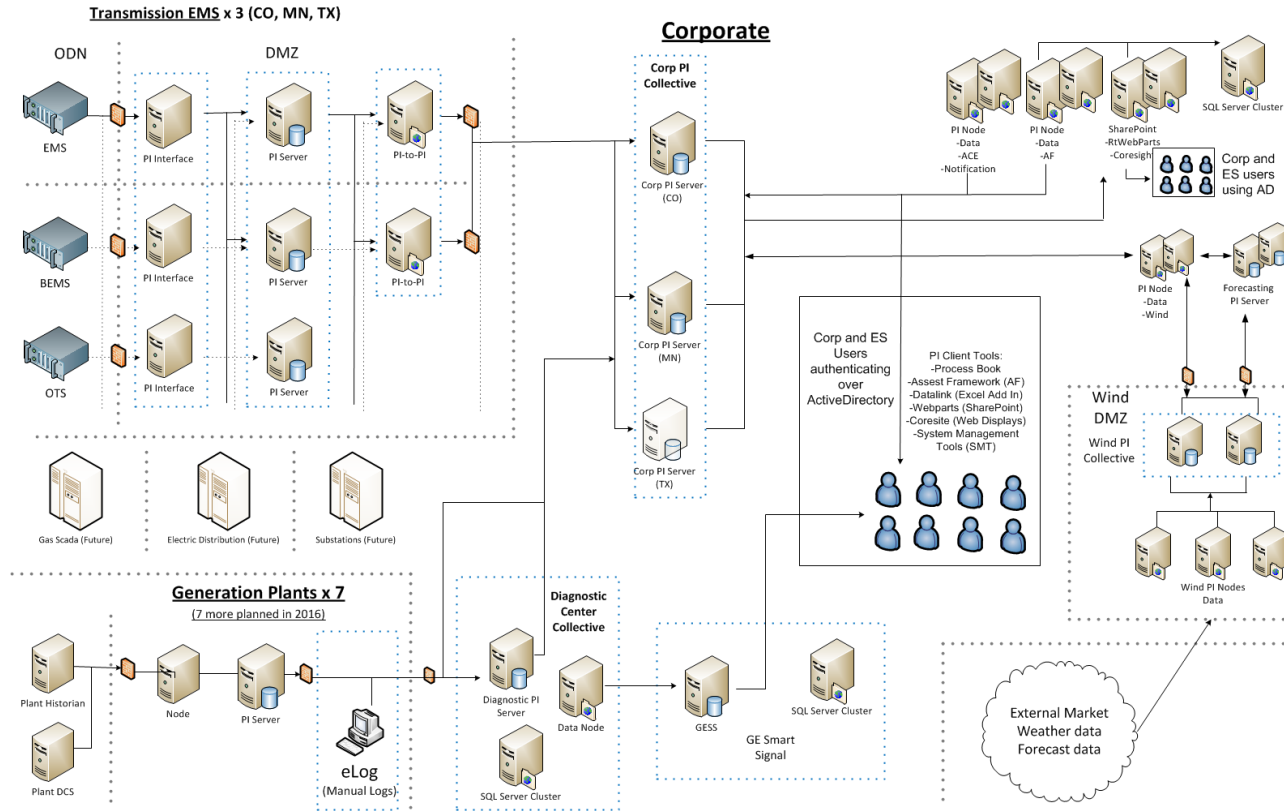 Transmission EMS x 3 (CO, MN, TX)
ODN
DMZ
EMS
PI Interface
PI Server
PI-to-PI
BEMS
PI Interface
PI Server
PI-to-PI
OTS
PI Interface
PI Server
Gas Scada (Future)
Electric Distribution (Future)
Substations (Future)
Corporate
Corp PI
Collective
Corp PI Server
(CO)
Corp PI Server
(MN)
Corp PI Server
(TX)
PI Node
-Data
-ACE
-Notification
PI Node
-Data
-AF
SharePoint
-RtWebParts
-Coresight
SQL Server Cluster
Corp and
ES users
using AD
PI Node
-Data
-Wind
Forecasting
PI Server
Corp and ES
Users
authenticating
over
ActiveDirectory
PI Client Tools:
-Process Book
-Assest Framework (AF)
-Datalink (Excel Add In)
-Webparts (SharePoint)
-Coresite (Web Displays)
-System Management
Tools (SMT)
Wind
DMZ
Wind PI
Collective
Wind PI Nodes
Data
Generation Plants x 7
(7 more planned in 2016)
Plant Historian
Plant DCS
Node
PI Server
eLog
(Manual Logs)
Diagnostic
Center
Collective
Diagnostic PI
Server
Data Node
SQL Server Cluster
GESS
GE Smart
Signal
SQL Server Cluster
External Market
Weather data
Forecast data